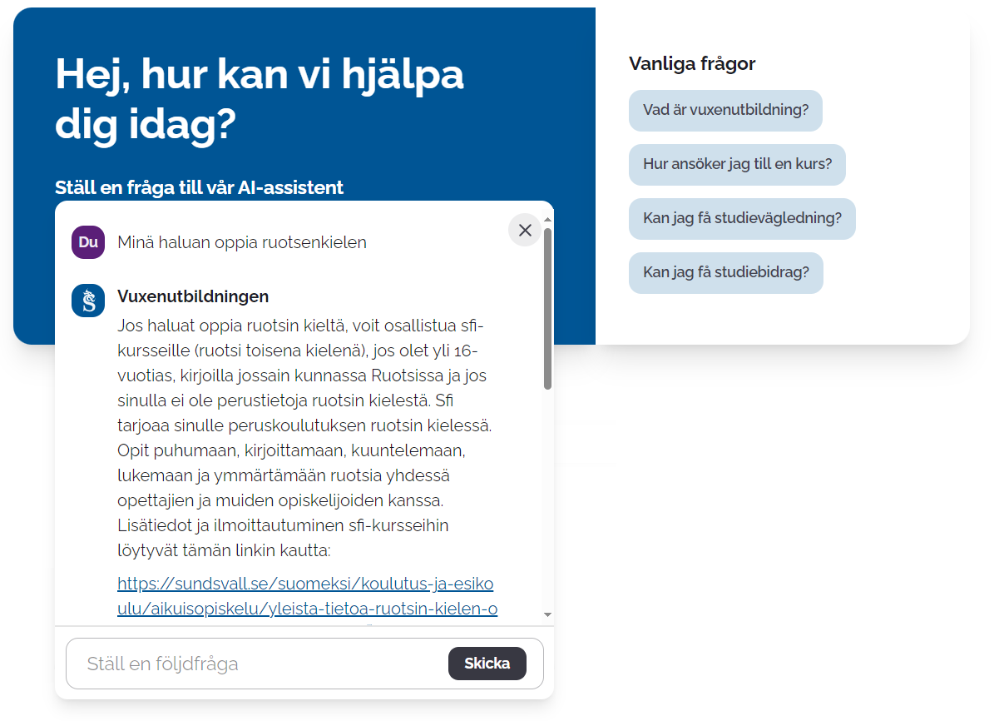 Hej, hur kan vi hjälpa
dig idag?
Ställ en fråga till vår AI-assistent
Du
Minä haluan oppia ruotsenkielen
Vuxenutbildningen
Jos haluat oppia ruotsin kieltä, voit osallistua sfi-
kursseille (ruotsi toisena kielenä), jos olet yli 16-
vuotias, kirjoilla jossain kunnassa Ruotsissa ja jos
sinulla ei ole perustietoja ruotsin kielestä. Sfi
tarjoaa sinulle peruskoulutuksen ruotsin kielessä.
Opit puhumaan, kirjoittamaan, kuuntelemaan,
lukemaan ja ymmärtämään ruotsia yhdessä
opettajien ja muiden opiskelijoiden kanssa.
Lisätiedot ja ilmoittautuminen sfi-kursseihin
löytyvät tämän linkin kautta:
https://sundsvall.se/suomeksi/koulutus-ja-esiko
ulu/aikuisopiskelu/yleista-tietoa-ruotsin-kielen-o
Ställ en följdfråga
Skicka
Vanliga frågor
Vad är vuxenutbildning?
Hur ansöker jag till en kurs?
Kan jag få studievägledning?
Kan jag få studiebidrag?